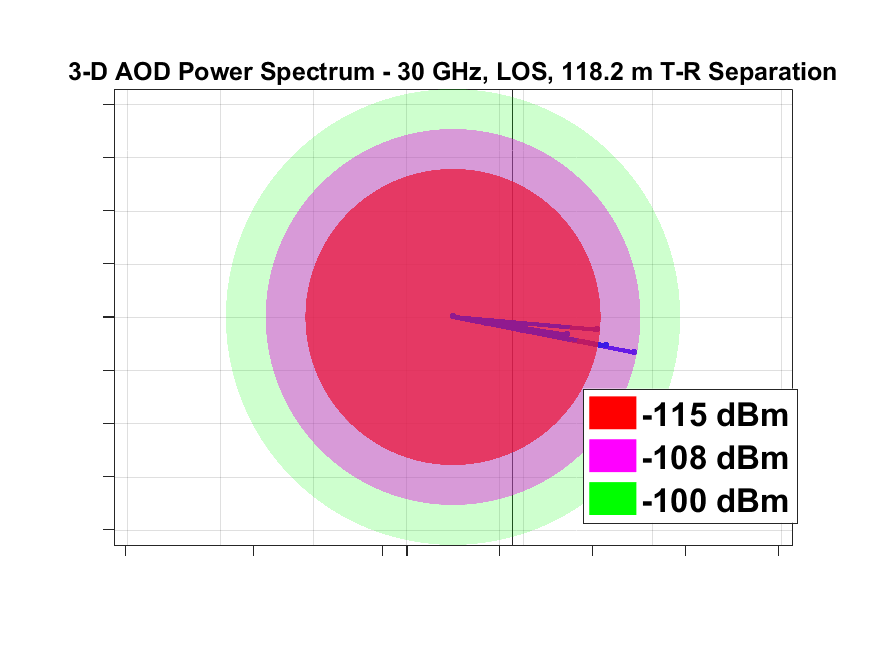 3-D AOD Power Spectrum - 30 GHz, LOS, 118.2 m T-R Separation
-115 dBm
-108 dBm
-100 dBm